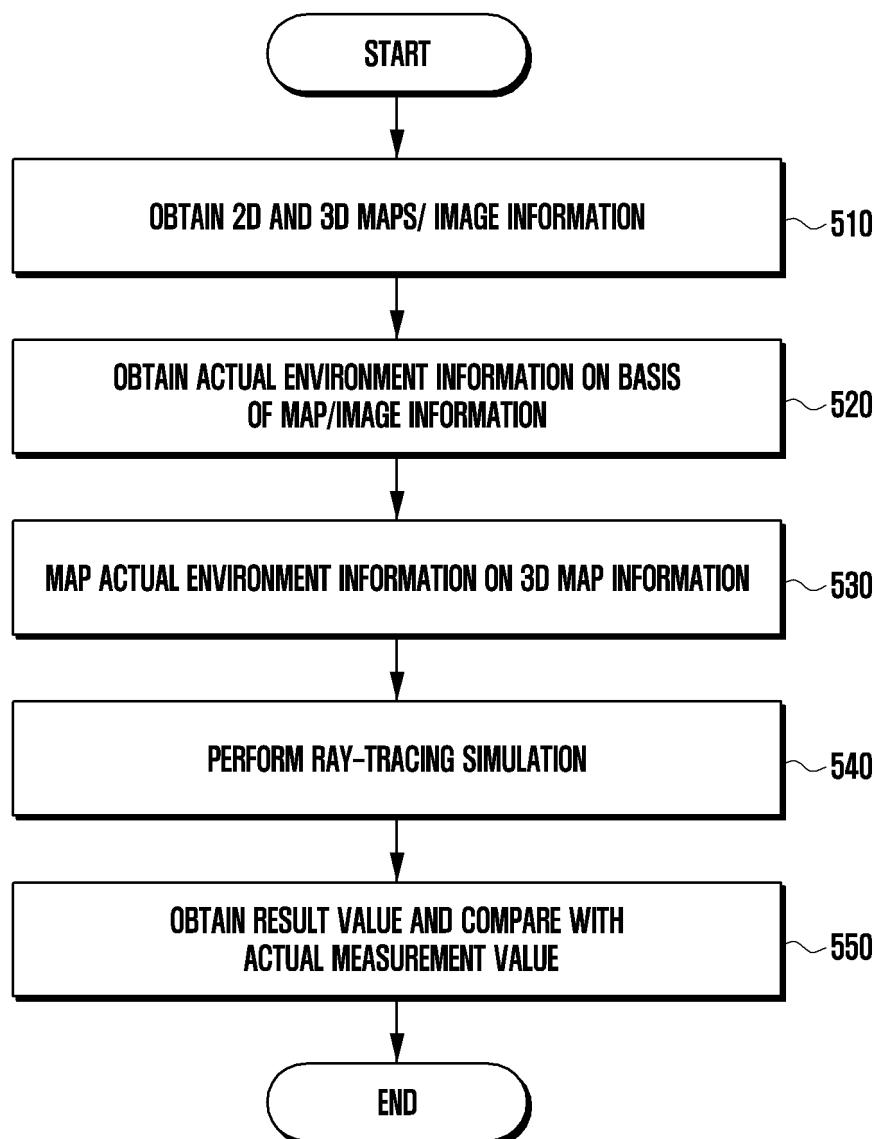 START
OBTAIN 2D AND 3D MAPS/ IMAGE INFORMATION
510
OBTAIN ACTUAL ENVIRONMENT INFORMATION ON BASIS
OF MAP/IMAGE INFORMATION
520
MAP ACTUAL ENVIRONMENT INFORMATION ON 3D MAP INFORMATION
530
PERFORM RAY-TRACING SIMULATION
540
OBTAIN RESULT VALUE AND COMPARE WITH
ACTUAL MEASUREMENT VALUE
550
END